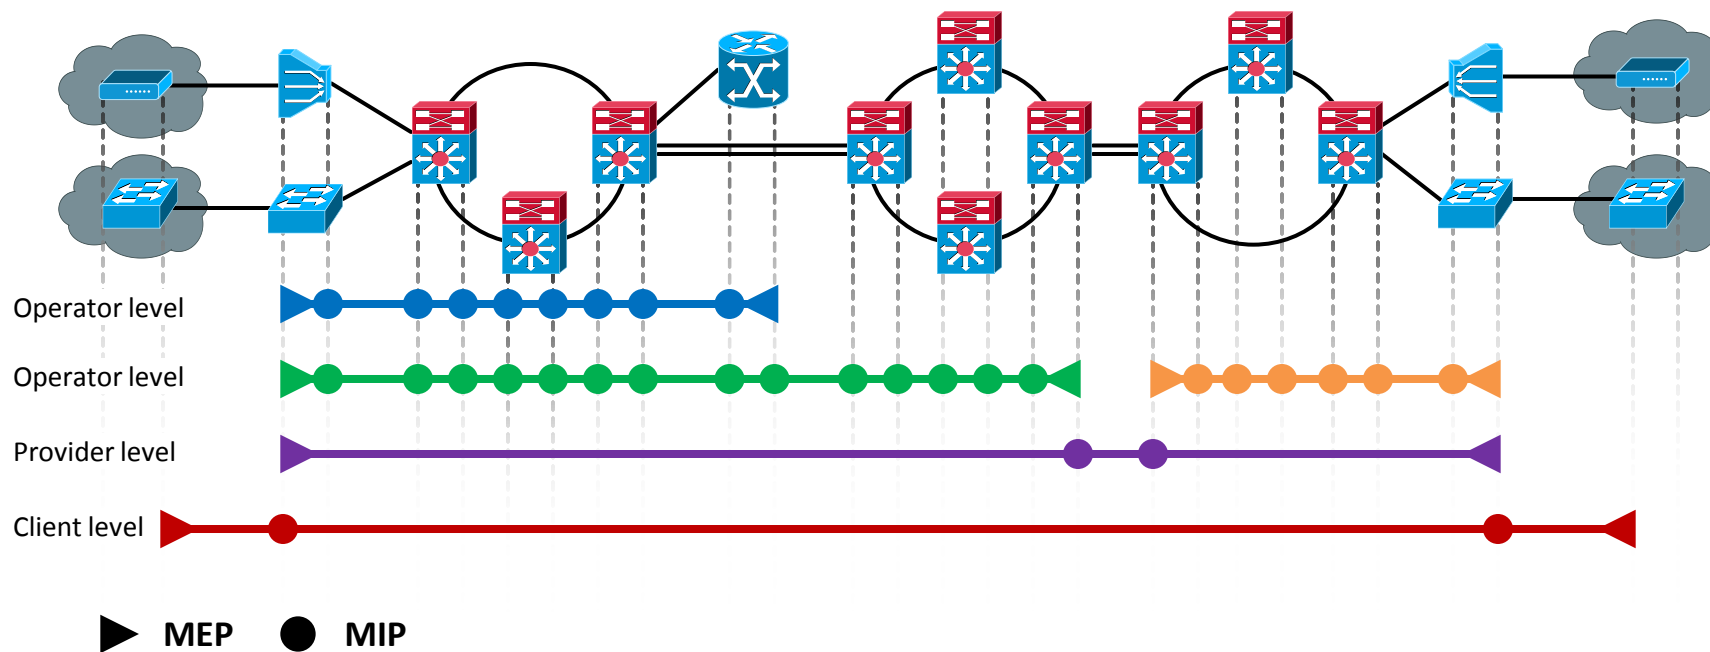 Operator level
Operator level
Provider level
Client level
MEP MIP